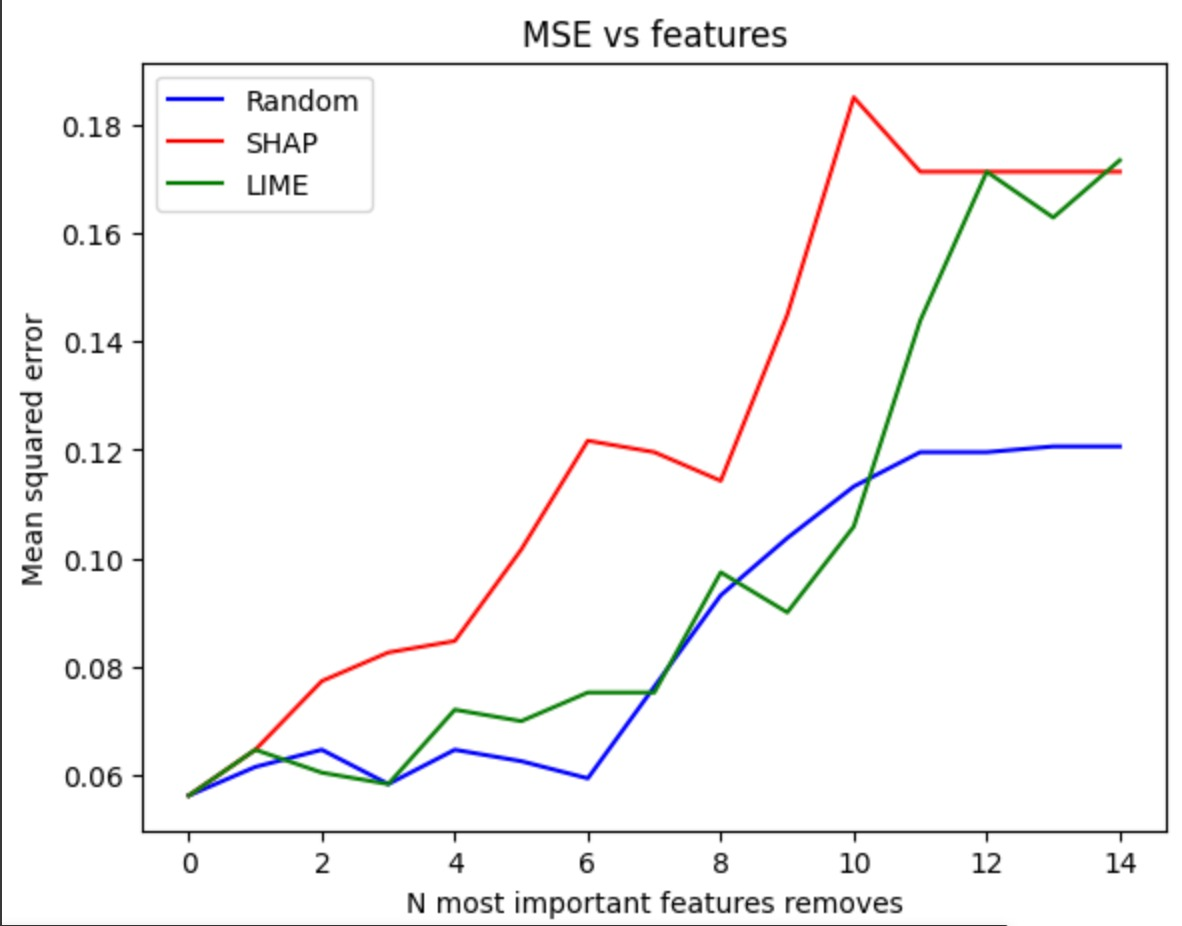 MSE vs features
Random
SHAP
LIME
0.18
0.16
0.14
0.12
0.10
0.08
0.06
Mean squared error
0 2 4 6 8 10 12 14
N most important features removes